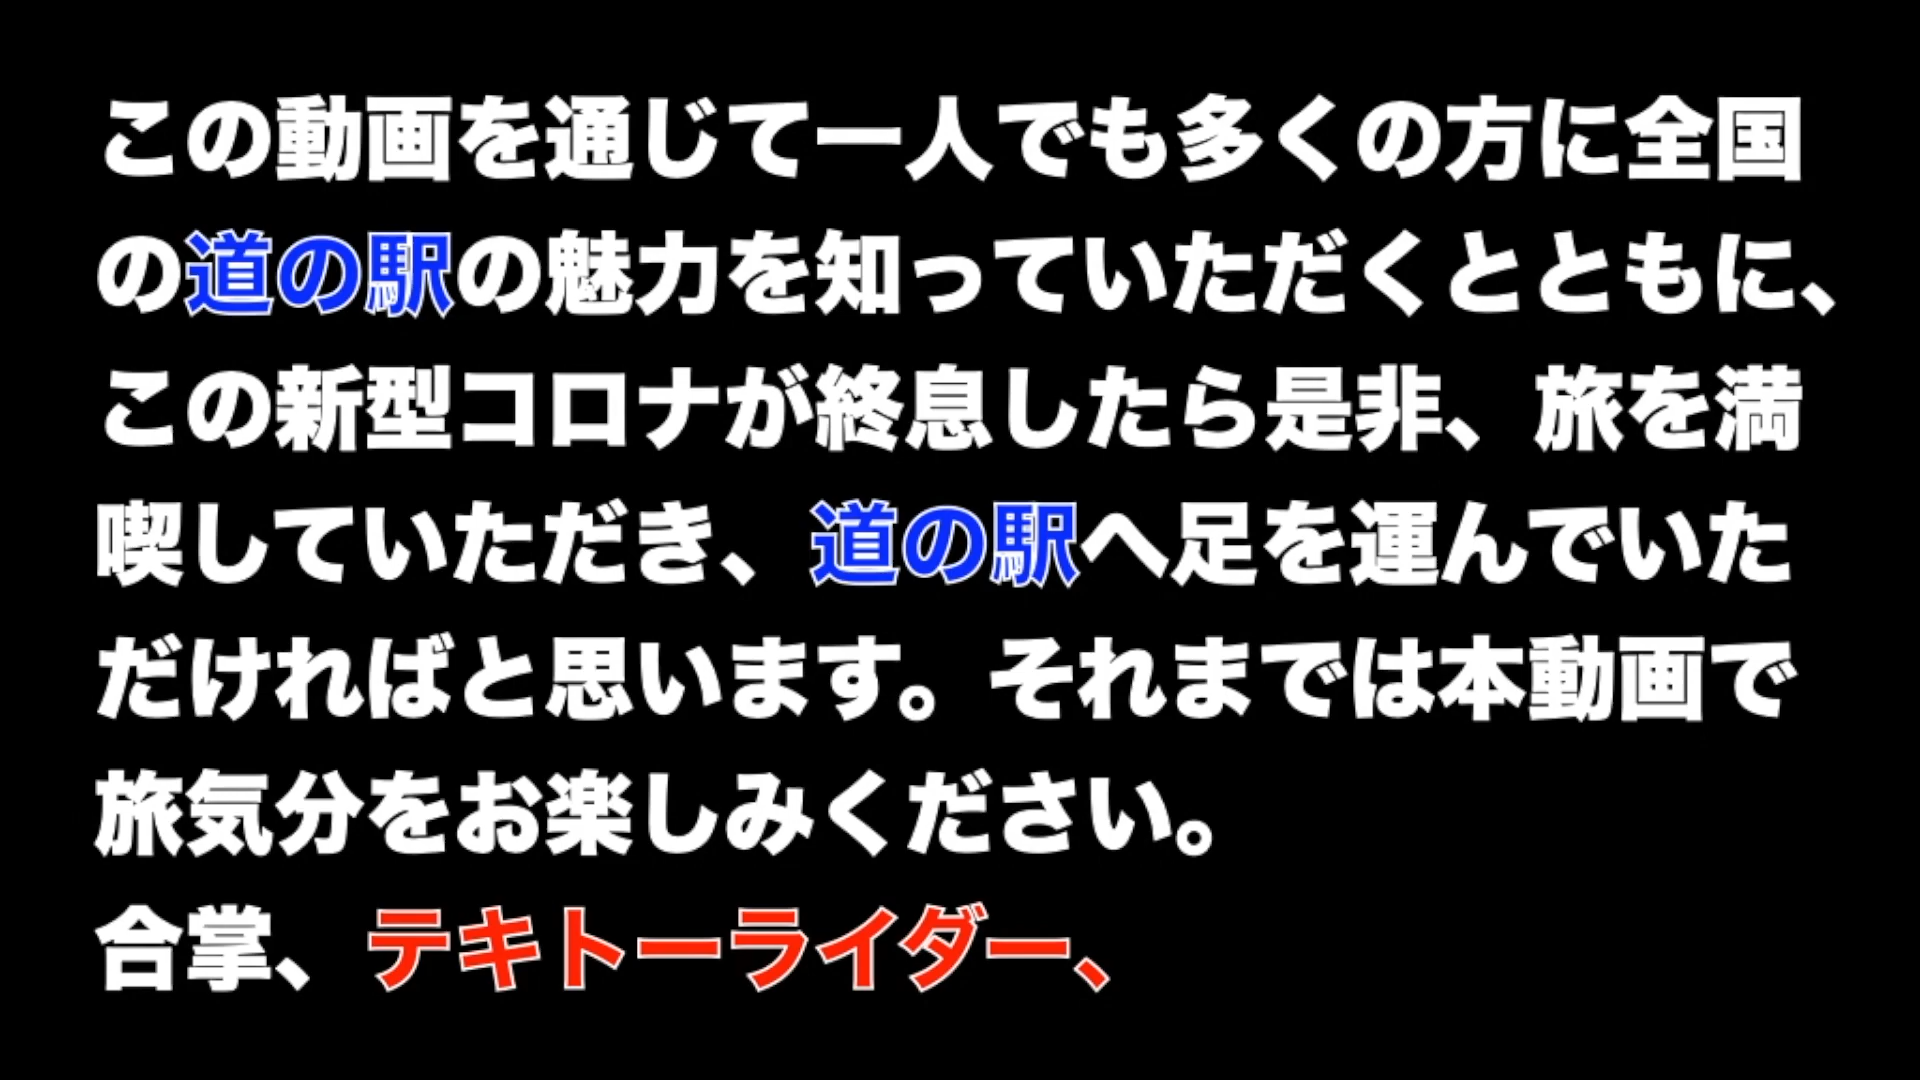 この動画を通じて一人でも多くの方に全国
の道の駅の魅力を知っていただくとともに、
この新型コロナが終息したら是非、旅を満
喫していただき、道の駅へ足を運んでいた
だければと思います。それまでは本動画で
旅気分をお楽しみください。
合掌、テキトーライダー、